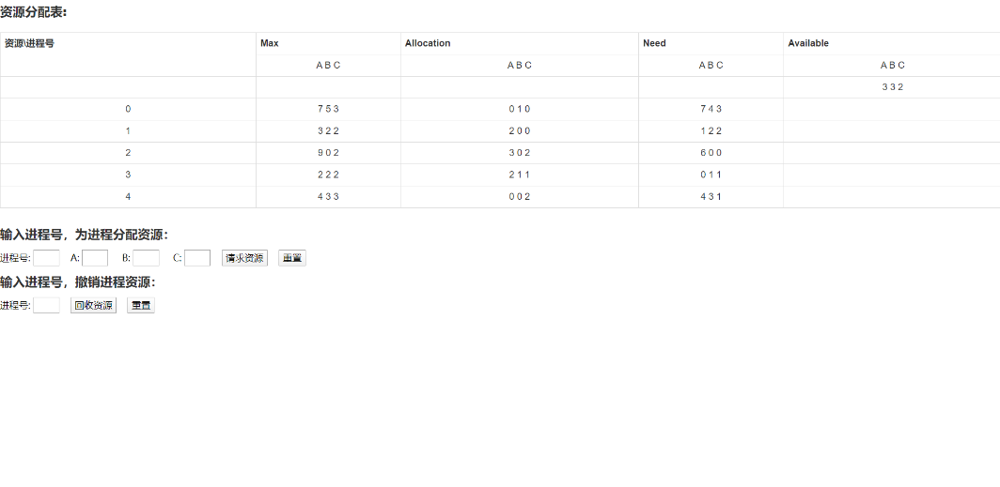 资源分配表:
资源\进程号 Max Allocation Need Available
A B C A B C A B C A B C
3 3 2
0 7 5 3 0 1 0 7 4 3
1 3 2 2 2 0 0 1 2 2
2 9 0 2 3 0 2 6 0 0
3 2 2 2 2 1 1 0 1 1
4 4 3 3 0 0 2 4 3 1
输入进程号，为进程分配资源：
进程号: A: B: C: 请求资源 重置
输入进程号，撤销进程资源：
进程号: 回收资源 重置